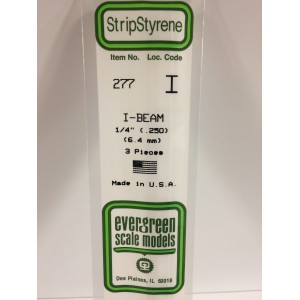 StripStyrene
Item No. Loc. Code
277 I
I-BEAM
1/4" (.250)
(6.4 mm)
3 Pieces
Made in U.S.A.
evergreen
scale models
Des Plaines, IL 60018